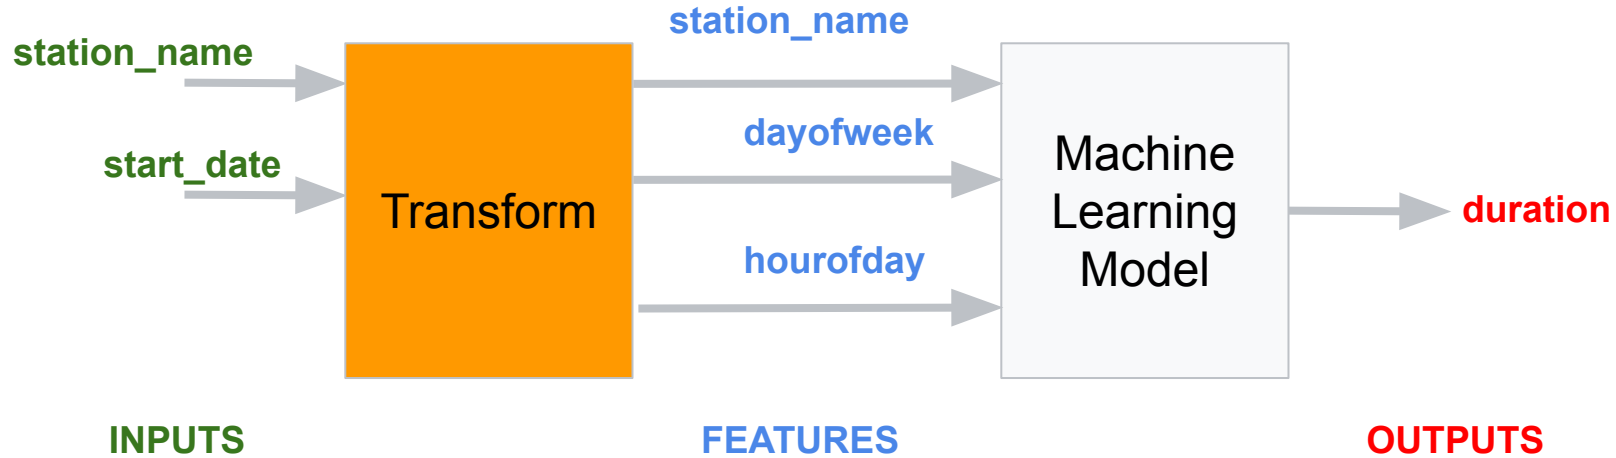 station_name
start_date
Transform
station_name
dayofweek
hourofday
Machine
Learning
Model
duration
INPUTS
FEATURES
OUTPUTS